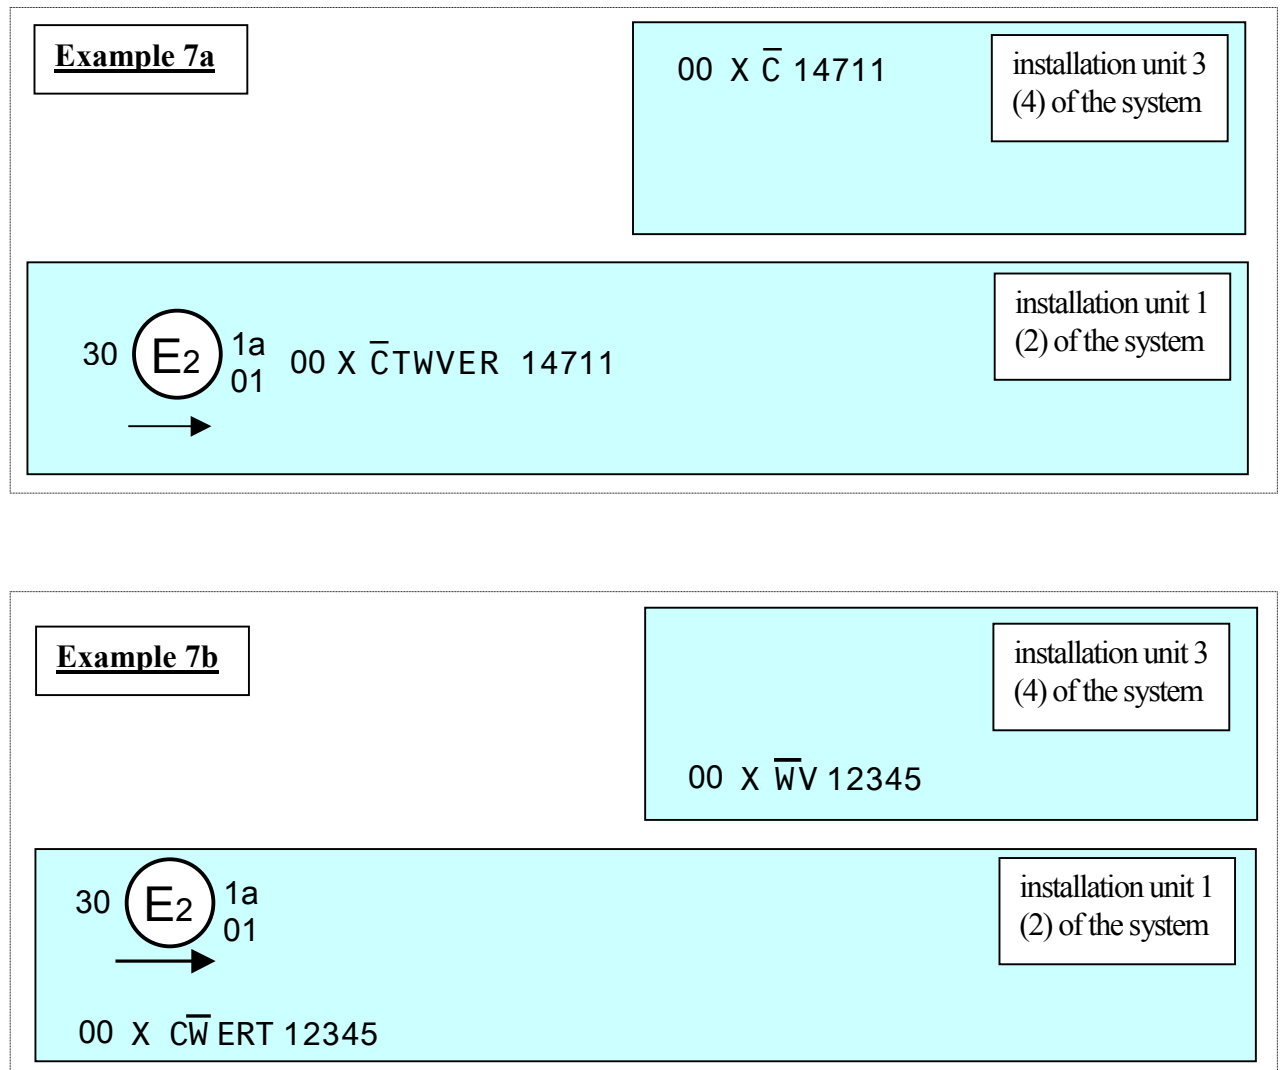 Example 7a
00 X C̅ 14711
installation unit 3
(4) of the system
installation unit 1
(2) of the system
30 E2 1a
01
00 X C̅TWVER 14711
Example 7b
installation unit 3
(4) of the system
00 X W̅V 12345
30 E2 1a
01
installation unit 1
(2) of the system
00 X CW̅ERT 12345